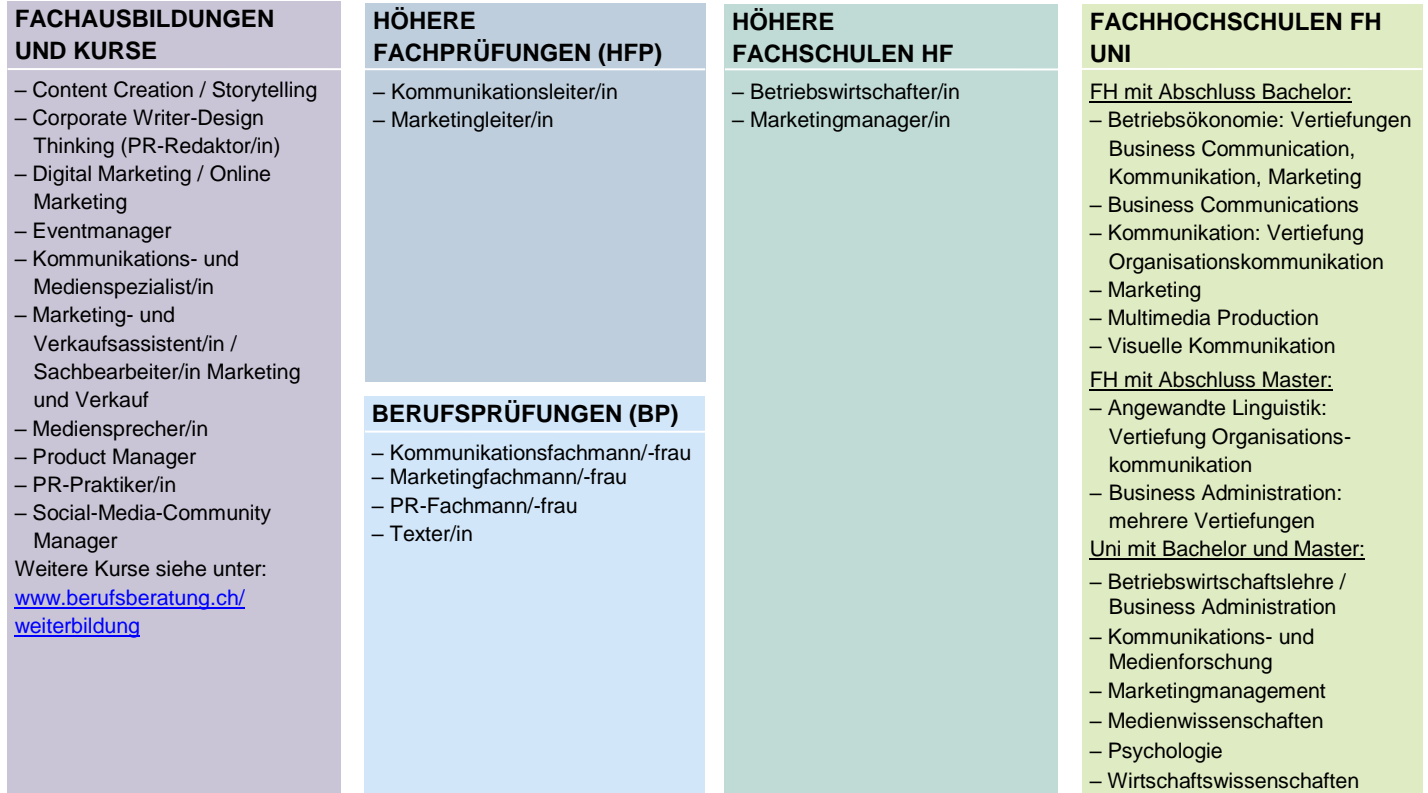 FACHAUSBILDUNGEN
UND KURSE
– Content Creation / Storytelling
– Corporate Writer-Design
Thinking (PR-Redaktor/in)
– Digital Marketing / Online
Marketing
– Eventmanager
– Kommunikations- und
Medienspezialist/in
– Marketing- und
Verkaufsassistent/in /
Sachbearbeiter/in Marketing
und Verkauf
– Mediensprecher/in
– Product Manager
– PR-Praktiker/in
– Social-Media-Community
Manager
Weitere Kurse siehe unter:
www.berufsberatung.ch/
weiterbildung
HÖHERE
FACHPRÜFUNGEN (HFP)
– Kommunikationsleiter/in
– Marketingleiter/in
BERUFSPRÜFUNGEN (BP)
– Kommunikationsfachmann/-frau
– Marketingfachmann/-frau
– PR-Fachmann/-frau
– Texter/in
HÖHERE
FACHSCHULEN HF
– Betriebswirtschafter/in
– Marketingmanager/in
FACHHOCHSCHULEN FH
UNI
FH mit Abschluss Bachelor:
– Betriebsökonomie: Vertiefungen
Business Communication,
Kommunikation, Marketing
– Business Communications
– Kommunikation: Vertiefung
Organisationskommunikation
– Marketing
– Multimedia Production
– Visuelle Kommunikation
FH mit Abschluss Master:
– Angewandte Linguistik:
Vertiefung Organisations-
kommunikation
– Business Administration:
mehrere Vertiefungen
Uni mit Bachelor und Master:
– Betriebswirtschaftslehre /
Business Administration
– Kommunikations- und
Medienforschung
– Marketingmanagement
– Medienwissenschaften
– Psychologie
– Wirtschaftswissenschaften